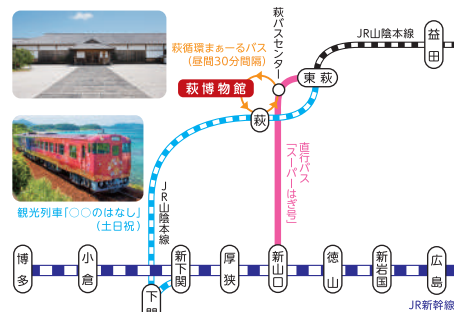 萩バスセンター
JR山陰本線
益田
萩循環まぁーるバス
(昼間30分間隔)
東萩
萩博物館
萩
直行バス
「スーパーはぎ号」
観光列車「○○のはなし」
(土日祝)
JR山陰本線
博多
小倉
新下関
厚狭
新山口
徳山
新岩国
広島
下関
JR新幹線